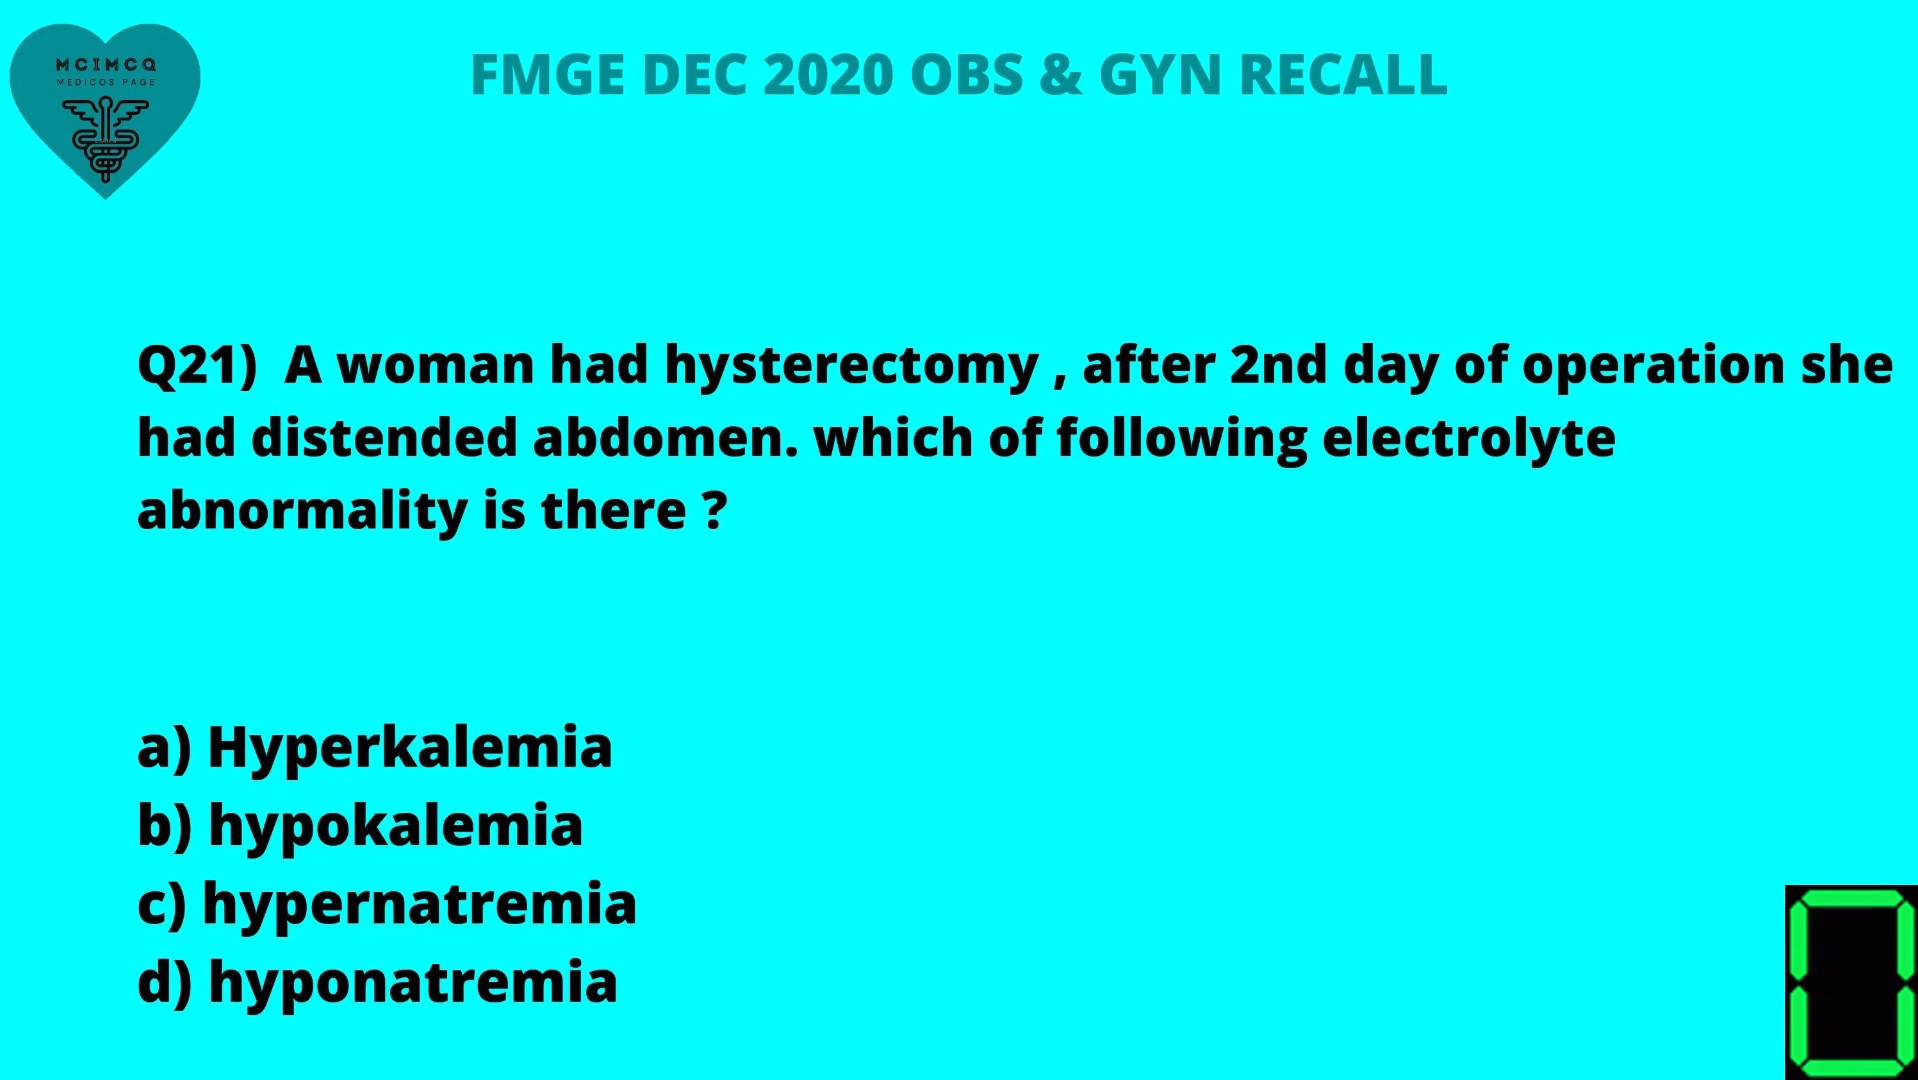 MCIMCQ
MEDICOS PAGE
FMGE DEC 2020 OBS & GYN RECALL
Q21) A woman had hysterectomy , after 2nd day of operation she
had distended abdomen. which of following electrolyte
abnormality is there ?
a) Hyperkalemia
b) hypokalemia
c) hypernatremia
d) hyponatremia
0